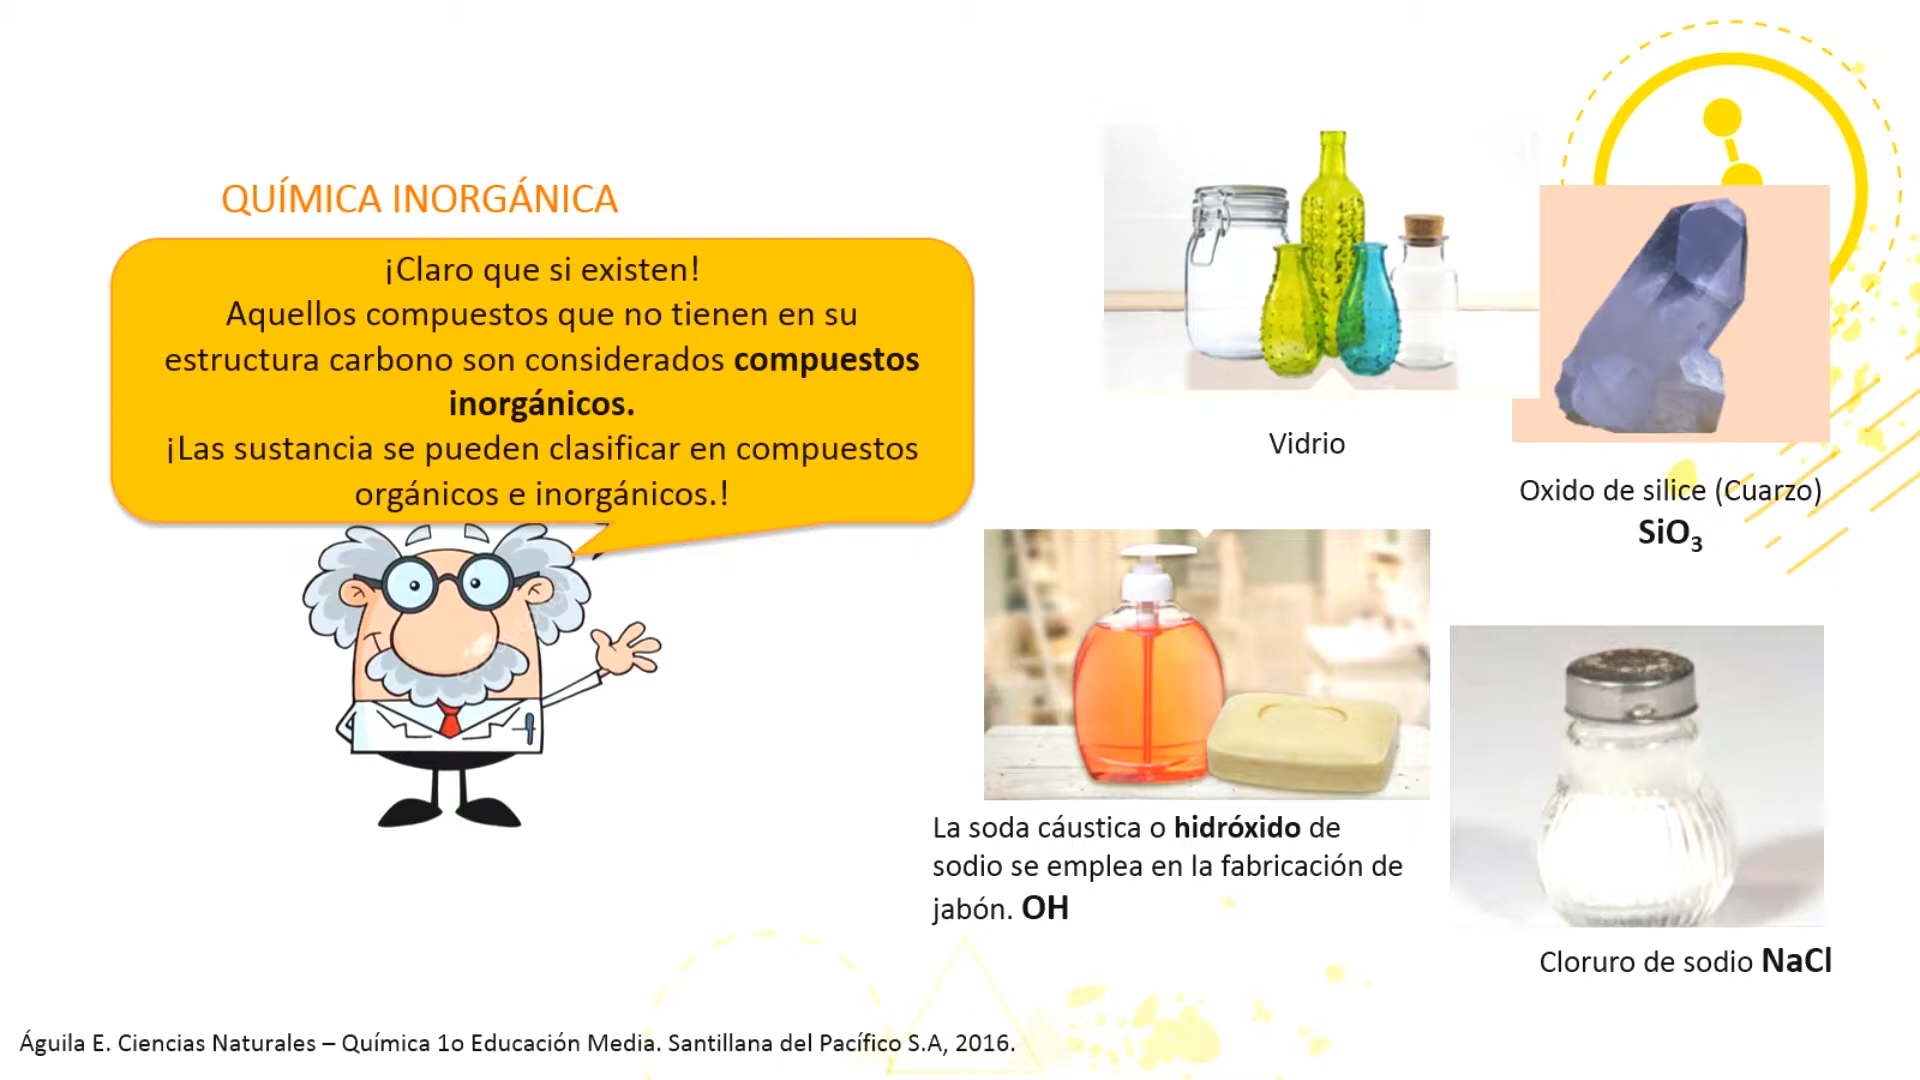 QUÍMICA INORGÁNICA
¡Claro que si existen!
Aquellos compuestos que no tienen en su
estructura carbono son considerados compuestos
inorgánicos.
¡Las sustancia se pueden clasificar en compuestos
orgánicos e inorgánicos.!
Vidrio
Oxido de silice (Cuarzo)
SiO₃
La soda cáustica o hidróxido de
sodio se emplea en la fabricación de
jabón. OH
Cloruro de sodio NaCl
Águila E. Ciencias Naturales – Química 1o Educación Media. Santillana del Pacífico S.A, 2016.